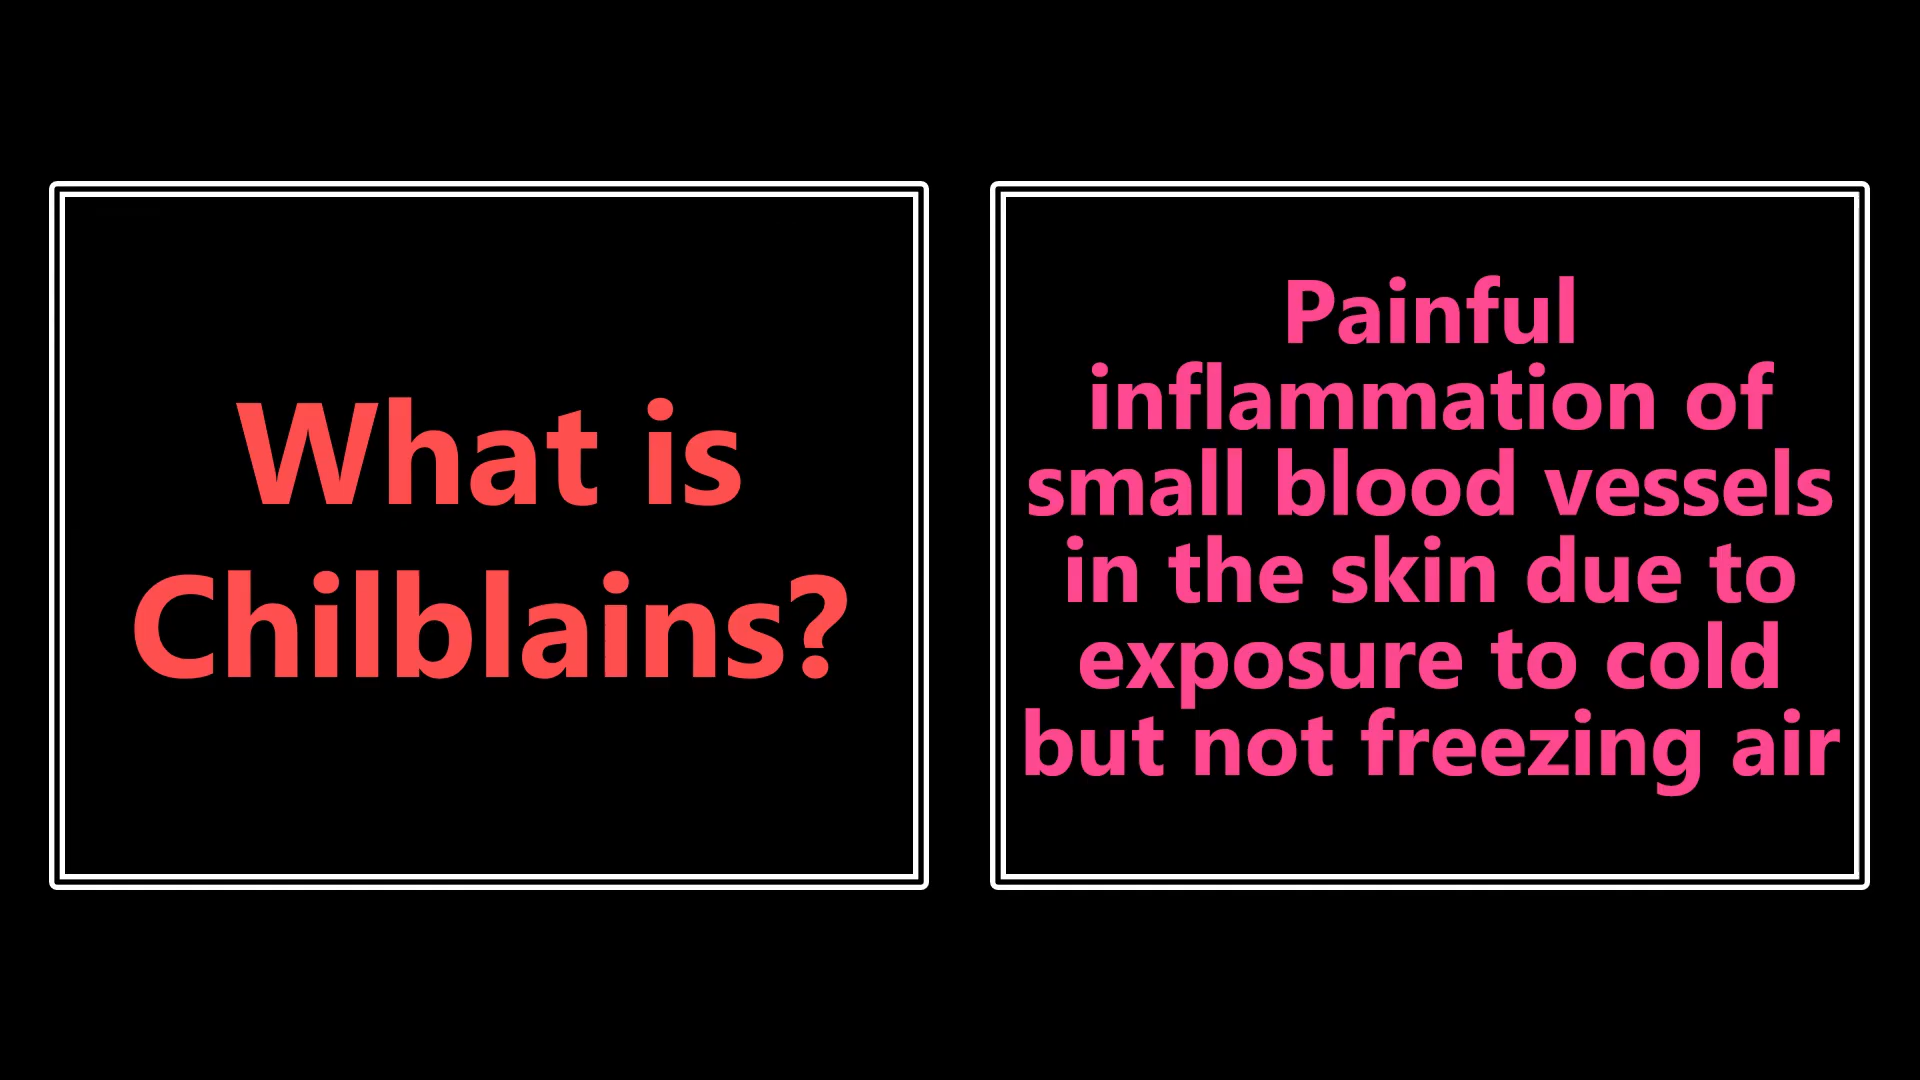 What is
Chilblains?
Painful
inflammation of
small blood vessels
in the skin due to
exposure to cold
but not freezing air